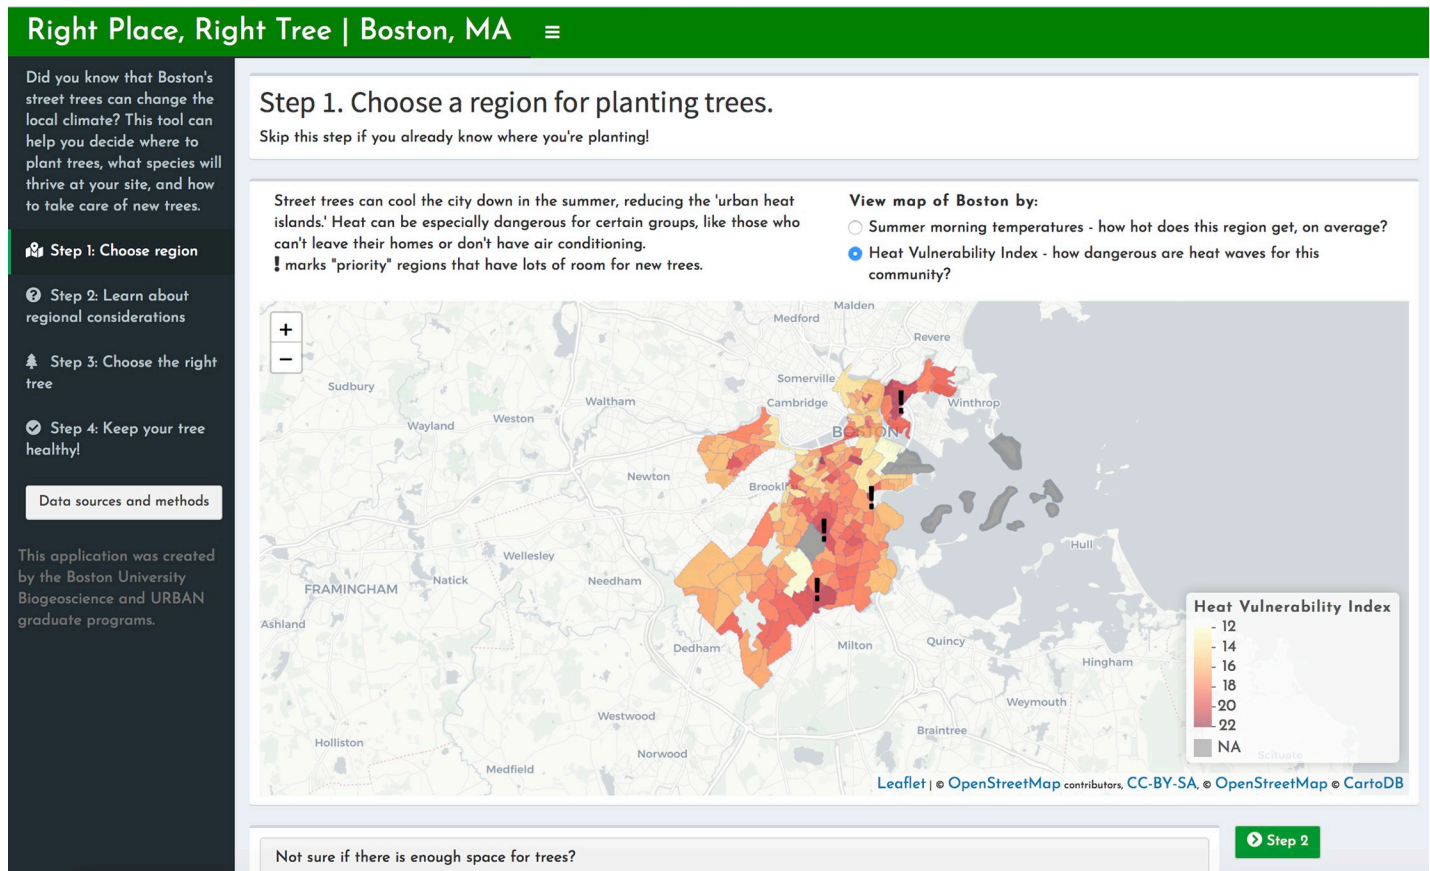 Right Place, Right Tree | Boston, MA
Did you know that Boston's
street trees can change the
local climate? This tool can
help you decide where to
plant trees, what species will
thrive at your site, and how
to take care of new trees.
Step 1: Choose region
Step 2: Learn about
regional considerations
Step 3: Choose the right
tree
Step 4: Keep your tree
healthy!
Data sources and methods
This application was created
by the Boston University
Biogeoscience and URBAN
graduate programs.
Step 1. Choose a region for planting trees.
Skip this step if you already know where you're planting!
Street trees can cool the city down in the summer, reducing the 'urban heat
islands.' Heat can be especially dangerous for certain groups, like those who
can't leave their homes or don't have air conditioning.
! marks "priority" regions that have lots of room for new trees.
View map of Boston by:
Summer morning temperatures - how hot does this region get, on average?
Heat Vulnerability Index - how dangerous are heat waves for this
community?
+
−
Malden
Medford
Revere
Somerville
Sudbury
Waltham
Cambridge
Winthrop
Weston
Wayland
BOSTON
Newton
Brookl
Hull
Wellesley
Natick
Needham
FRAMINGHAM
Ashland
Dedham
Milton
Quincy
Hingham
Weymouth
Westwood
Braintree
Holliston
Norwood
Medfield
Scituate
Heat Vulnerability Index
12
14
16
18
20
22
NA
Leaflet | © OpenStreetMap contributors, CC-BY-SA, © OpenStreetMap © CartoDB
Not sure if there is enough space for trees?
Step 2